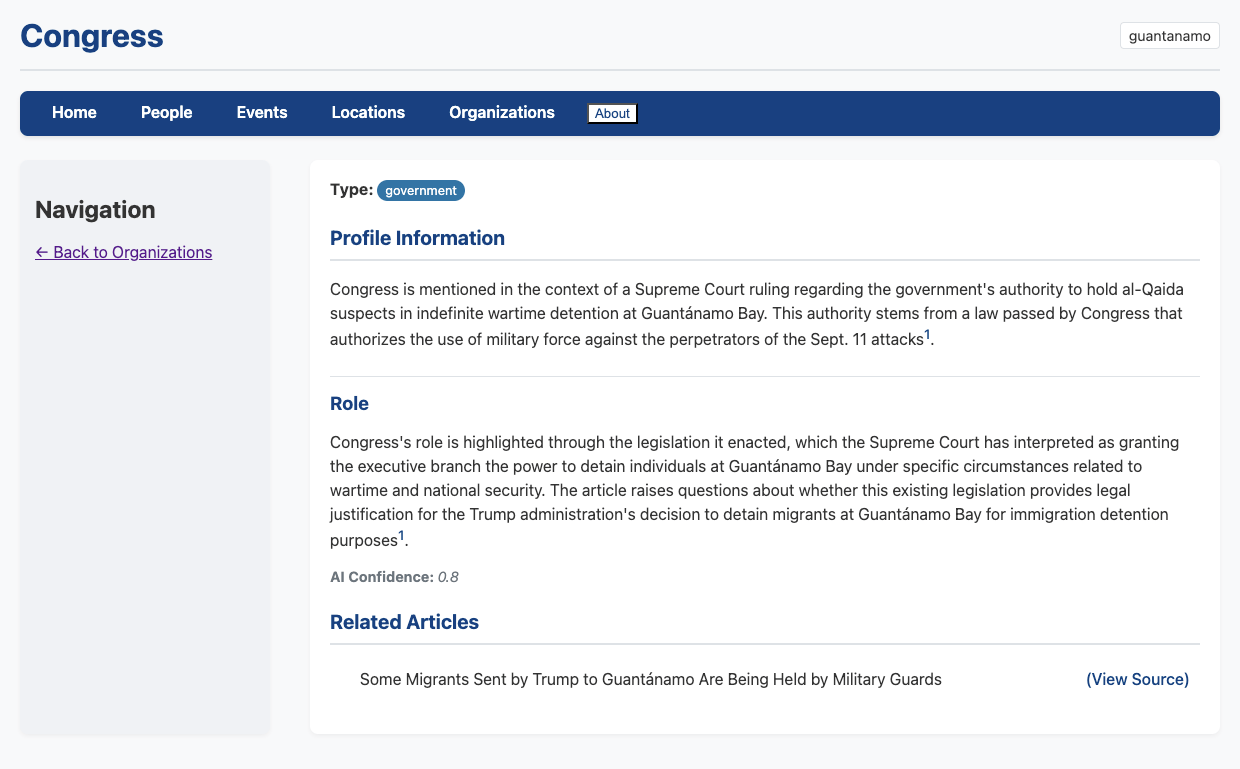 Congress
guantanamo
Home People Events Locations Organizations About
Navigation
← Back to Organizations
Type: government
Profile Information
Congress is mentioned in the context of a Supreme Court ruling regarding the government's authority to hold al-Qaida
suspects in indefinite wartime detention at Guantánamo Bay. This authority stems from a law passed by Congress that
authorizes the use of military force against the perpetrators of the Sept. 11 attacks1.
Role
Congress's role is highlighted through the legislation it enacted, which the Supreme Court has interpreted as granting
the executive branch the power to detain individuals at Guantánamo Bay under specific circumstances related to
wartime and national security. The article raises questions about whether this existing legislation provides legal
justification for the Trump administration's decision to detain migrants at Guantánamo Bay for immigration detention
purposes1.
AI Confidence: 0.8
Related Articles
Some Migrants Sent by Trump to Guantánamo Are Being Held by Military Guards (View Source)